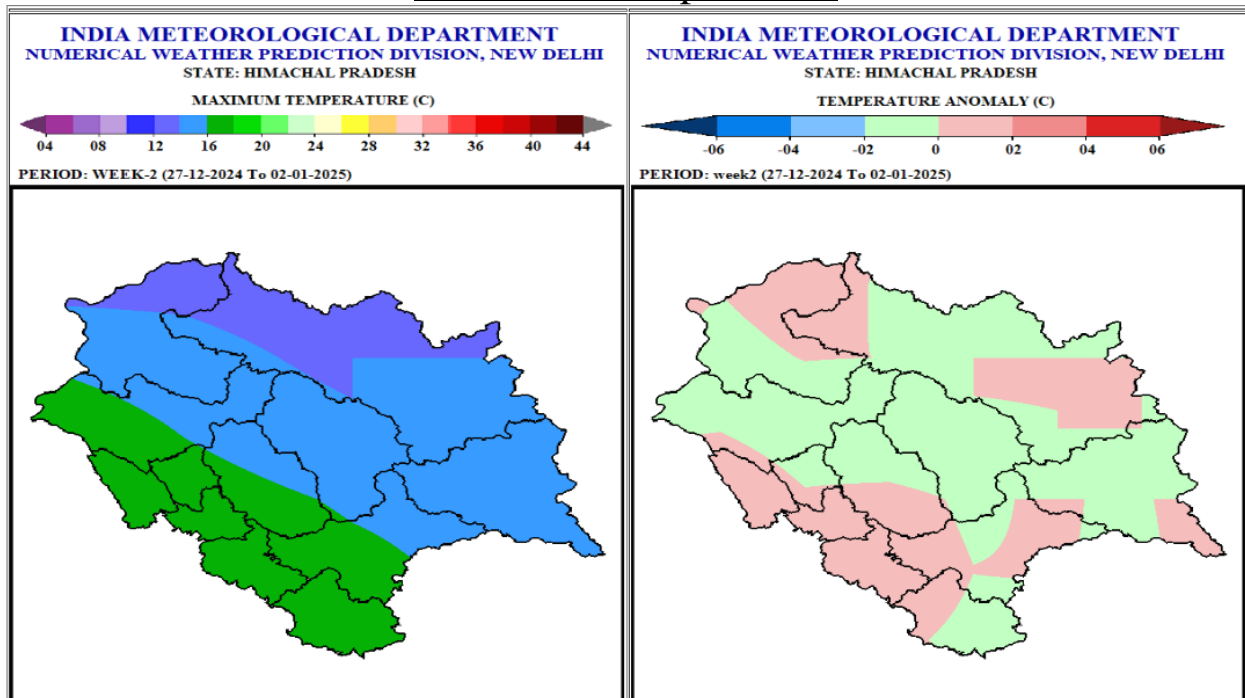 INDIA METEOROLOGICAL DEPARTMENT
NUMERICAL WEATHER PREDICTION DIVISION, NEW DELHI
STATE: HIMACHAL PRADESH
MAXIMUM TEMPERATURE (C)
04 08 12 16 20 24 28 32 36 40 44
PERIOD: WEEK-2 (27-12-2024 To 02-01-2025)
INDIA METEOROLOGICAL DEPARTMENT
NUMERICAL WEATHER PREDICTION DIVISION, NEW DELHI
STATE: HIMACHAL PRADESH
TEMPERATURE ANOMALY (C)
-06 -04 -02 0 02 04 06
PERIOD: week2 (27-12-2024 To 02-01-2025)